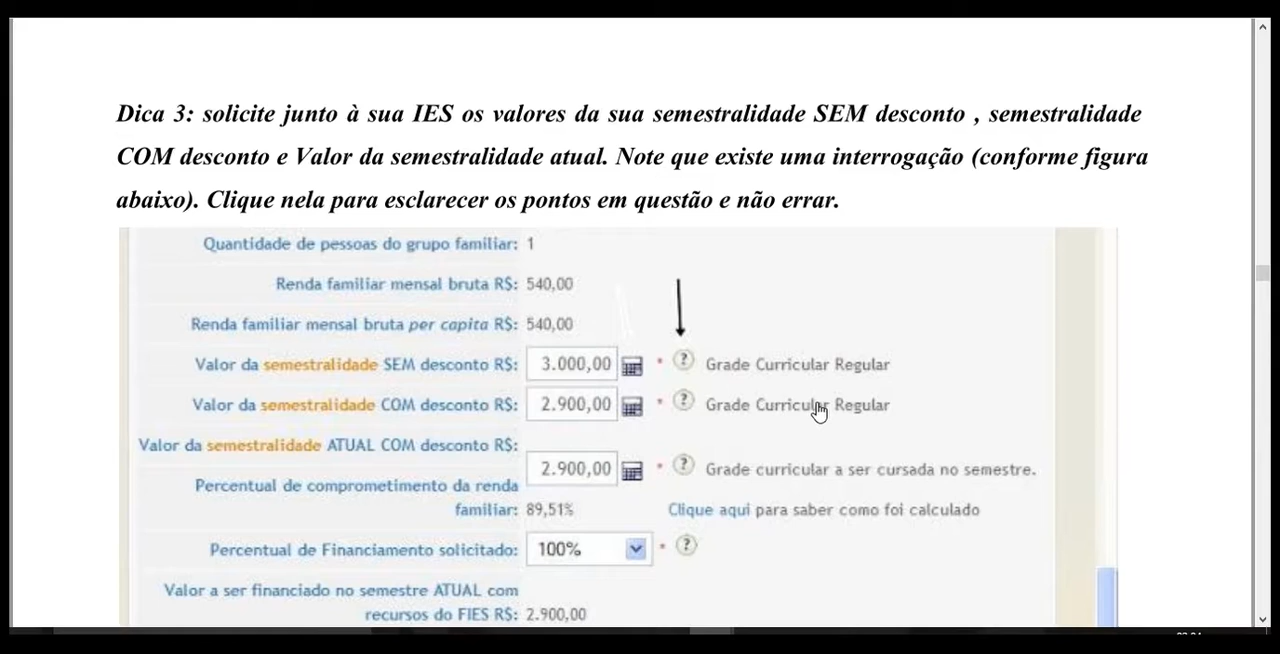 Dica 3: solicite junto à sua IES os valores da sua semestralidade SEM desconto , semestralidade
COM desconto e Valor da semestralidade atual. Note que existe uma interrogação (conforme figura
abaixo). Clique nela para esclarecer os pontos em questão e não errar.
Quantidade de pessoas do grupo familiar: 1
Renda familiar mensal bruta R$: 540,00
Renda familiar mensal bruta per capita R$: 540,00
Valor da semestralidade SEM desconto R$: 3.000,00 * ? Grade Curricular Regular
Valor da semestralidade COM desconto R$: 2.900,00 * ? Grade Curricular Regular
Valor da semestralidade ATUAL COM desconto R$:
2.900,00 * ? Grade curricular a ser cursada no semestre.
Percentual de comprometimento da renda
familiar: 89,51% Clique aqui para saber como foi calculado
Percentual de Financiamento solicitado: 100% * ?
Valor a ser financiado no semestre ATUAL com
recursos do FIES R$: 2.900,00